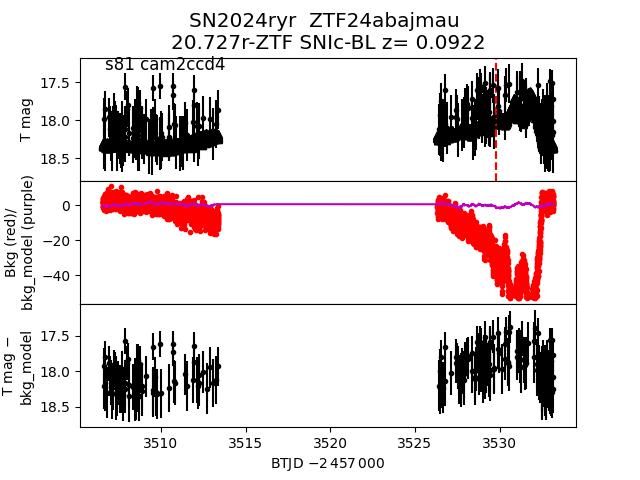 SN2024ryr  ZTF24abajmau
20.727r-ZTF SNIc-BL z= 0.0922
s81 cam2ccd4
17.5
18.0
18.5
T mag
0
−20
−40
Bkg (red)/
bkg_model (purple)
17.5
18.0
18.5
T mag −
bkg_model
3510
3515
3520
3525
3530
BTJD −2 457 000